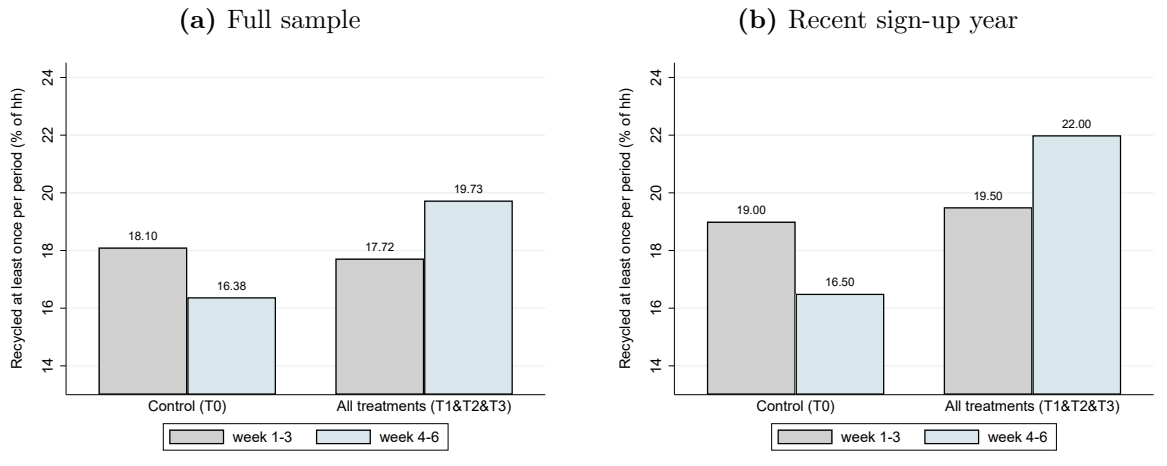 (a) Full sample
Recycled at least once per period (% of hh)
24
22
20
18
16
14
18.10
16.38
17.72
19.73
Control (T0)
All treatments (T1&T2&T3)
week 1-3
week 4-6
(b) Recent sign-up year
Recycled at least once per period (% of hh)
24
22
20
18
16
14
19.00
16.50
19.50
22.00
Control (T0)
All treatments (T1&T2&T3)
week 1-3
week 4-6